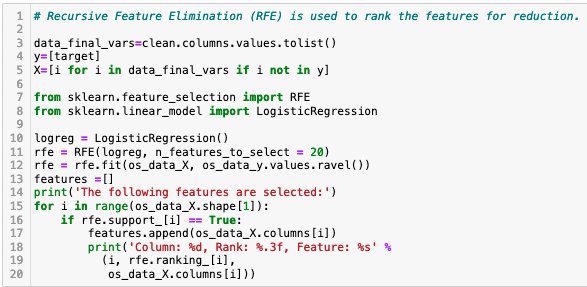 1 # Recursive Feature Elimination (RFE) is used to rank the features for reduction.
2
3 data_final_vars=clean.columns.values.tolist()
4 y=[target]
5 X=[i for i in data_final_vars if i not in y]
6
7 from sklearn.feature_selection import RFE
8 from sklearn.linear_model import LogisticRegression
9
10 logreg = LogisticRegression()
11 rfe = RFE(logreg, n_features_to_select = 20)
12 rfe = rfe.fit(os_data_X, os_data_y.values.ravel())
13 features =[]
14 print('The following features are selected:')
15 for i in range(os_data_X.shape[1]):
16     if rfe.support_[i] == True:
17         features.append(os_data_X.columns[i])
18         print('Column: %d, Rank: %.3f, Feature: %s' %
19           (i, rfe.ranking_[i],
20            os_data_X.columns[i]))